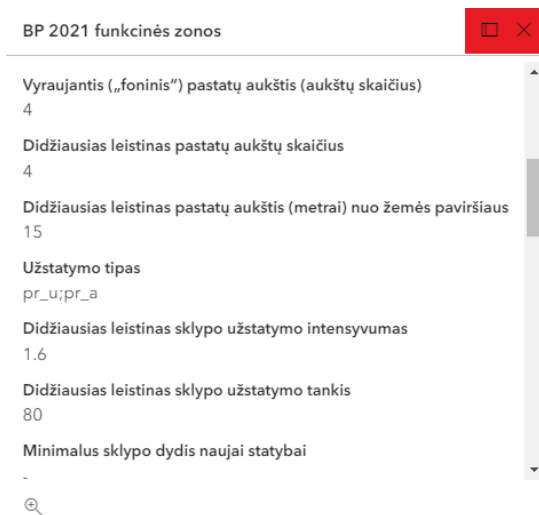 BP 2021 funkcinės zonos
Vyraujantis („foninis”) pastatų aukštis (aukštų skaičius)
4
Didžiausias leistinas pastatų aukštų skaičius
4
Didžiausias leistinas pastatų aukštis (metrai) nuo žemės paviršiaus
15
Užstatymo tipas
pr_u;pr_a
Didžiausias leistinas sklypo užstatymo intensyvumas
1.6
Didžiausias leistinas sklypo užstatymo tankis
80
Minimalus sklypo dydis naujai statybai
-